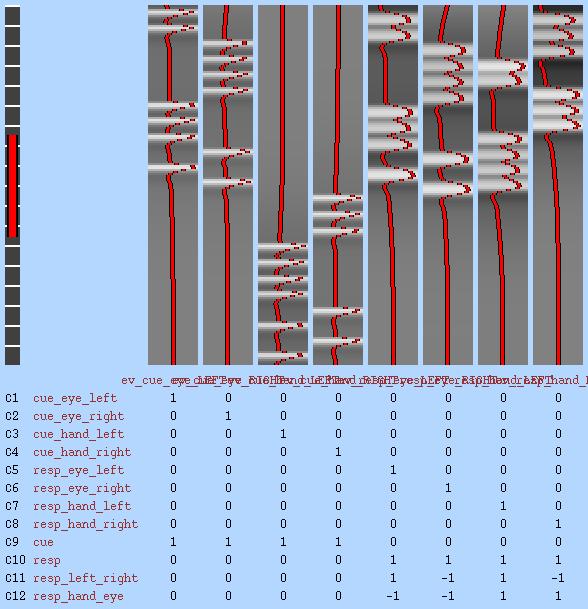 C1 cue_eye_left 1 0 0 0 0 0 0 0
C2 cue_eye_right 0 1 0 0 0 0 0 0
C3 cue_hand_left 0 0 1 0 0 0 0 0
C4 cue_hand_right 0 0 0 1 0 0 0 0
C5 resp_eye_left 0 0 0 0 1 0 0 0
C6 resp_eye_right 0 0 0 0 0 1 0 0
C7 resp_hand_left 0 0 0 0 0 0 1 0
C8 resp_hand_right 0 0 0 0 0 0 0 1
C9 cue 1 1 1 1 0 0 0 0
C10 resp 0 0 0 0 1 1 1 1
C11 resp_left_right 0 0 0 0 1 -1 1 -1
C12 resp_hand_eye 0 0 0 0 -1 -1 1 1